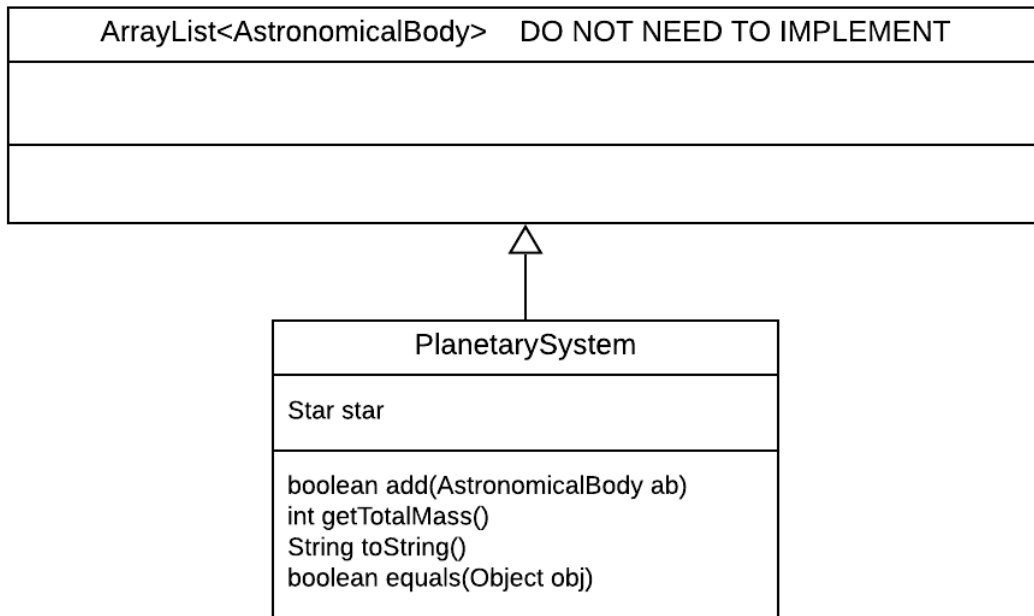 ArrayList<AstronomicalBody> DO NOT NEED TO IMPLEMENT
PlanetarySystem
Star star
boolean add(AstronomicalBody ab)
int getTotalMass()
String toString()
boolean equals(Object obj)